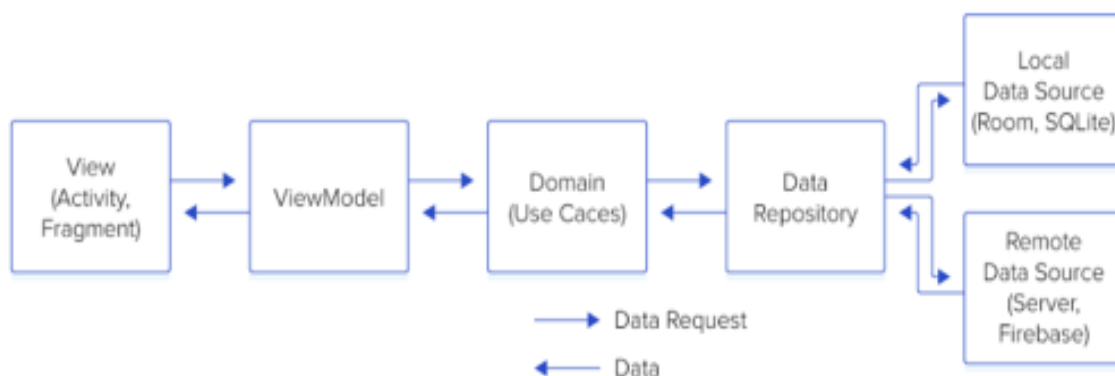 View
(Activity,
Fragment)
ViewModel
Domain
(Use Caces)
Data
Repository
Local
Data Source
(Room, SQLite)
Remote
Data Source
(Server,
Firebase)
Data Request
Data